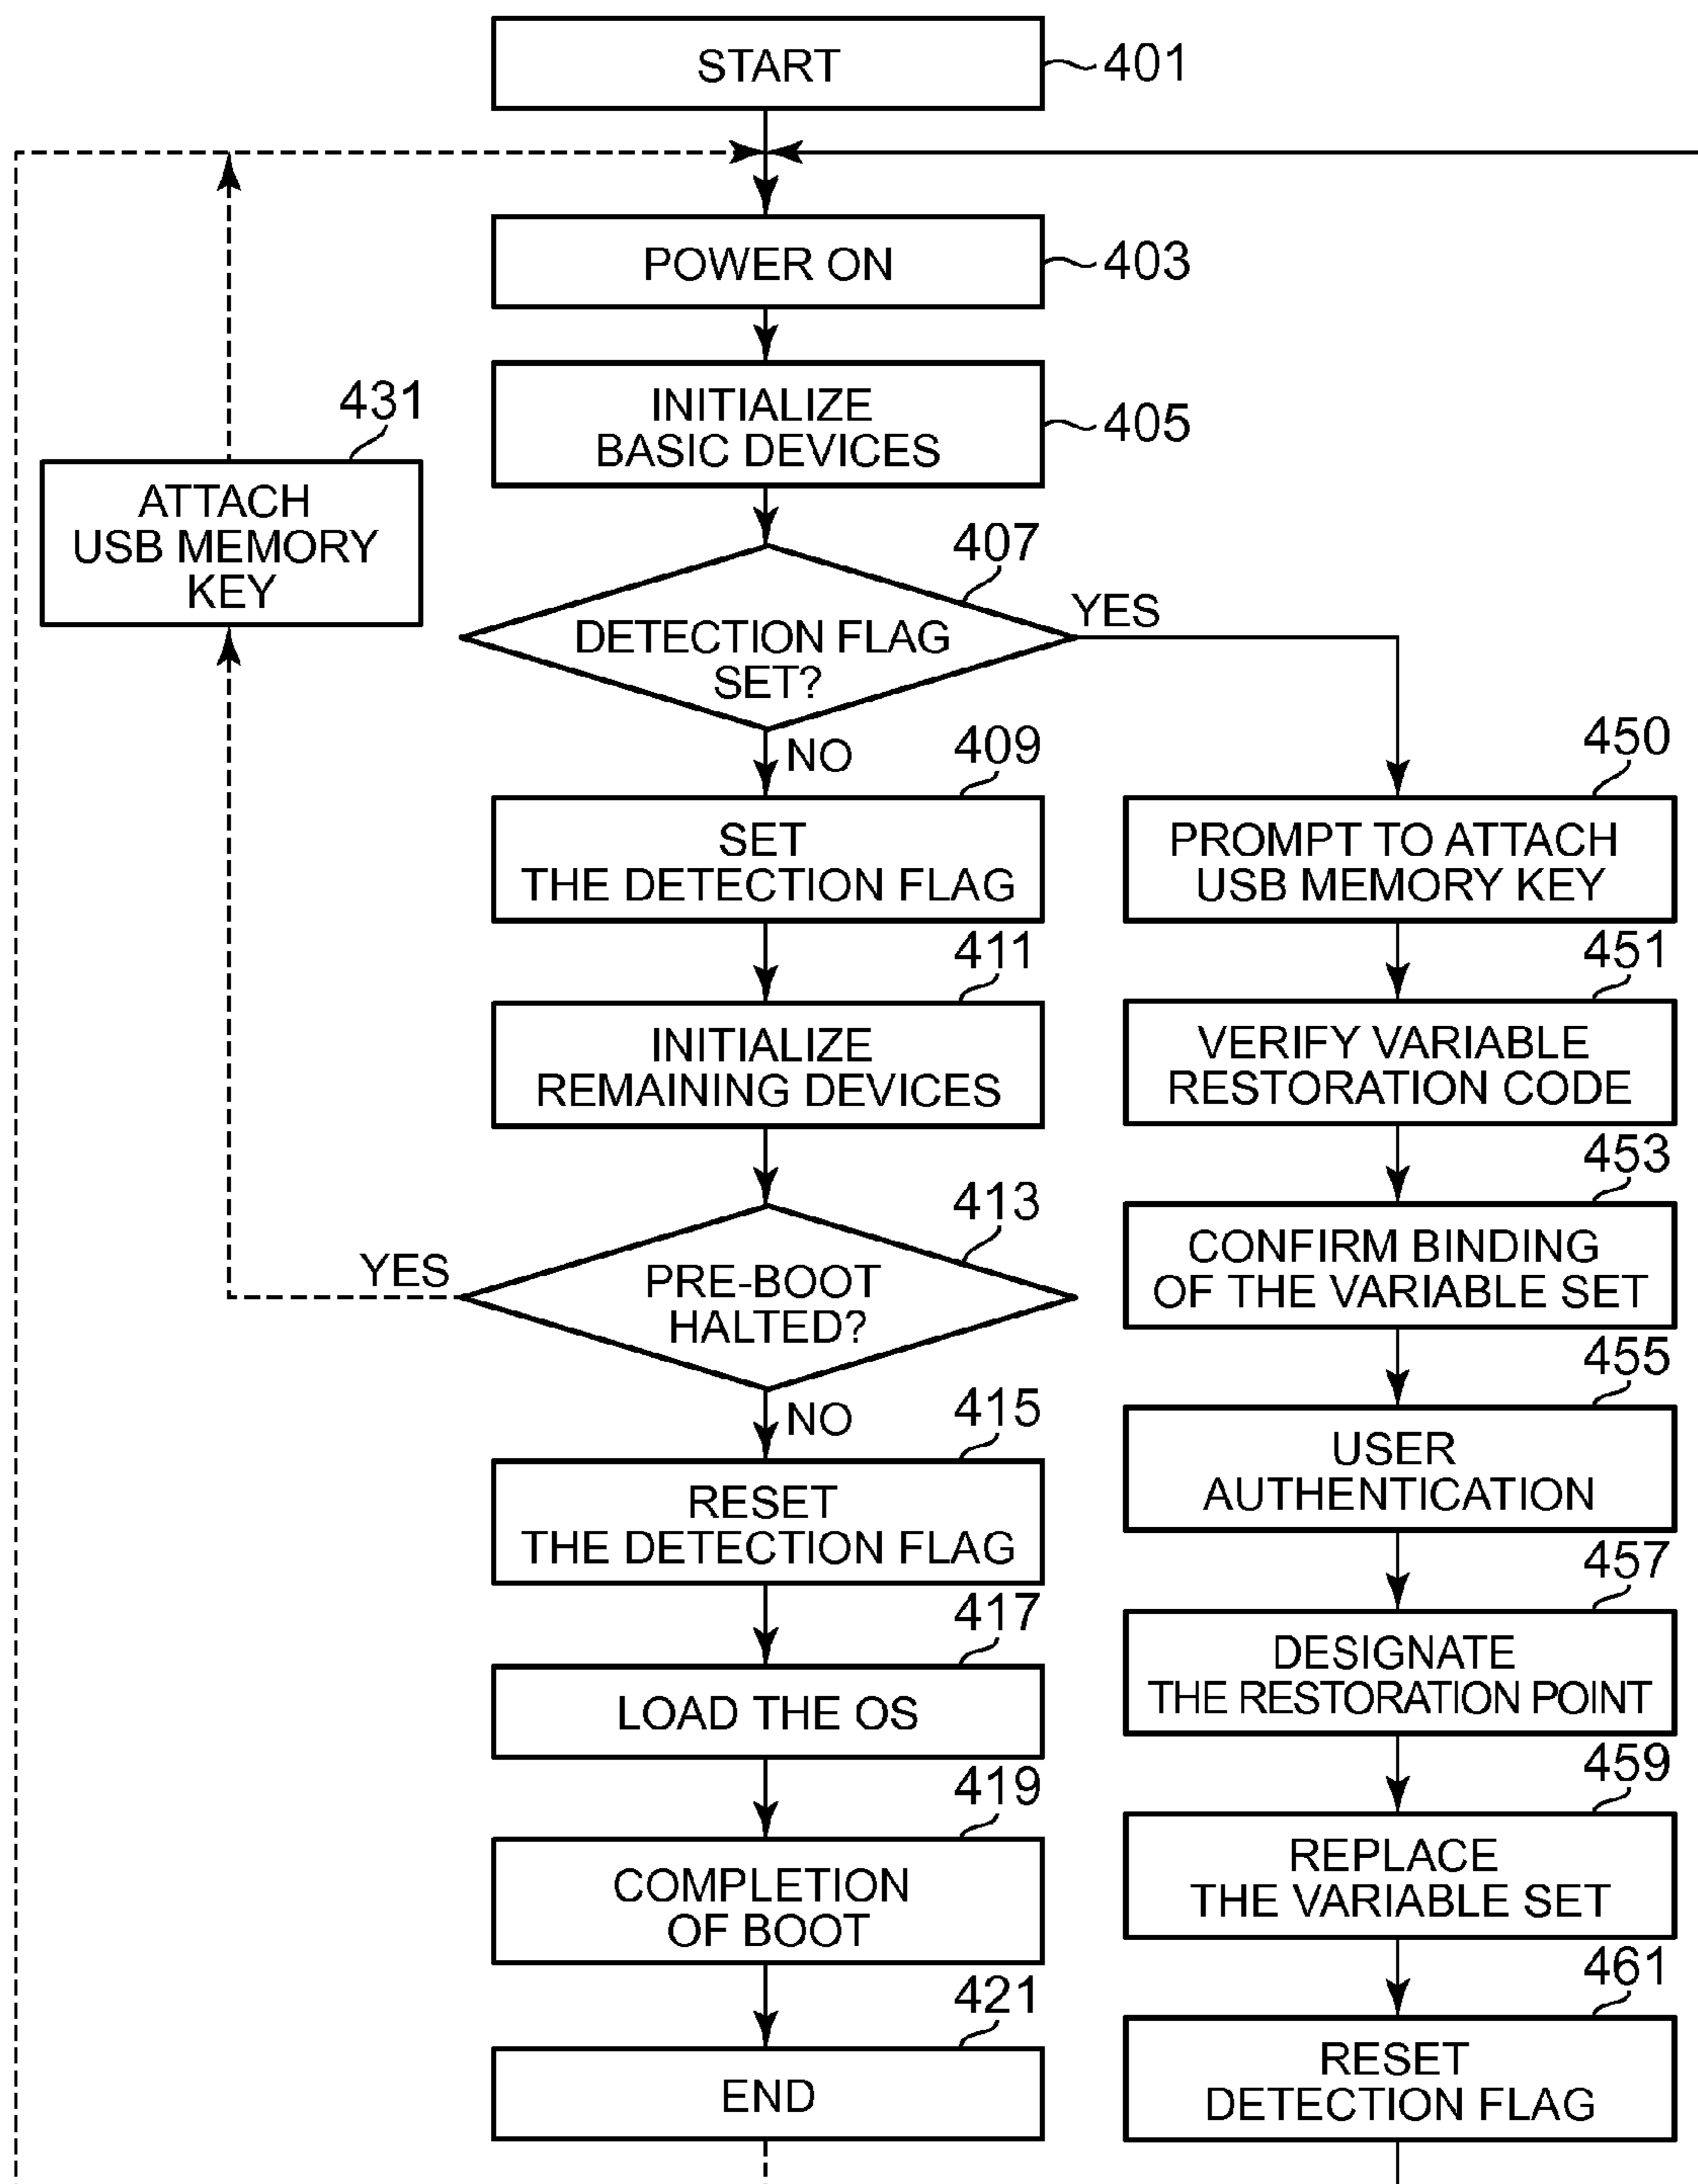 START
401
POWER ON
403
INITIALIZE
BASIC DEVICES
405
431
ATTACH
USB MEMORY
KEY
407
DETECTION FLAG
SET?
YES
NO
409
SET
THE DETECTION FLAG
411
INITIALIZE
REMAINING DEVICES
413
PRE-BOOT
HALTED?
YES
NO
415
RESET
THE DETECTION FLAG
417
LOAD THE OS
419
COMPLETION
OF BOOT
421
END
450
PROMPT TO ATTACH
USB MEMORY KEY
451
VERIFY VARIABLE
RESTORATION CODE
453
CONFIRM BINDING
OF THE VARIABLE SET
455
USER
AUTHENTICATION
457
DESIGNATE
THE RESTORATION POINT
459
REPLACE
THE VARIABLE SET
461
RESET
DETECTION FLAG